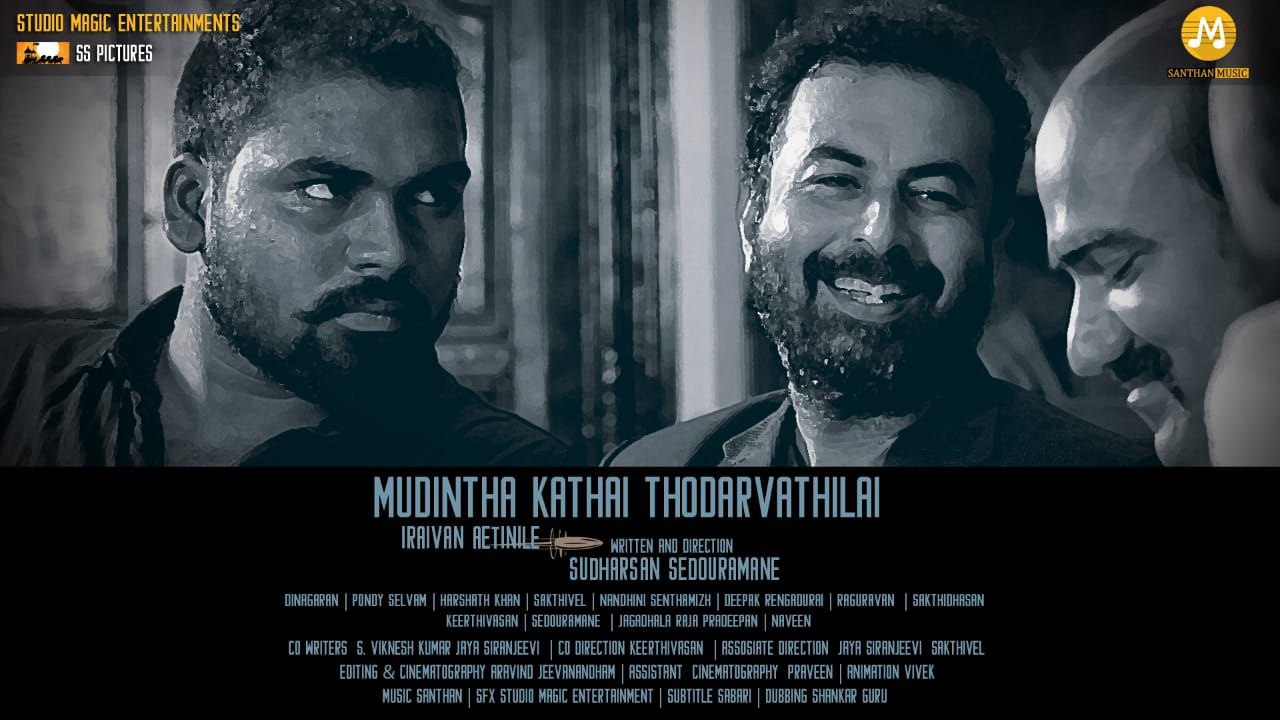 STUDIO MAGIC ENTERTAINMENTS
SS PICTURES
M
SANTHAN MUSIC
MUDINTHA KATHAI THODARVATHILAI
IRAIVAN AETINILE
WRITTEN AND DIRECTION
SUDHARSAN SEDOURAMANE
DINAGARAN | PONDY SELVAM | HARSHATH KHAN | SAKTHIVEL | NANDHINI SENTHAMIZH | DEEPAK RENGADURAI | RAGURAVAN | SAKTHIDHASAN
KEERTHIVASAN | SEDOURAMANE | JAGADHALA RAJA PRADEEPAN | NAVEEN
CO WRITERS S. VIKNESH KUMAR JAYA SIRANJEEVI | CO DIRECTION KEERTHIVASAN | ASSOSIATE DIRECTION JAYA SIRANJEEVI SAKTHIVEL
EDITING & CINEMATOGRAPHY ARAVIND JEEVANANDHAM | ASSISTANT CINEMATOGRAPHY PRAVEEN | ANIMATION VIVEK
MUSIC SANTHAN | SFX STUDIO MAGIC ENTERTAINMENT | SUBTITLE SABARI | DUBBING SHANKAR GURU